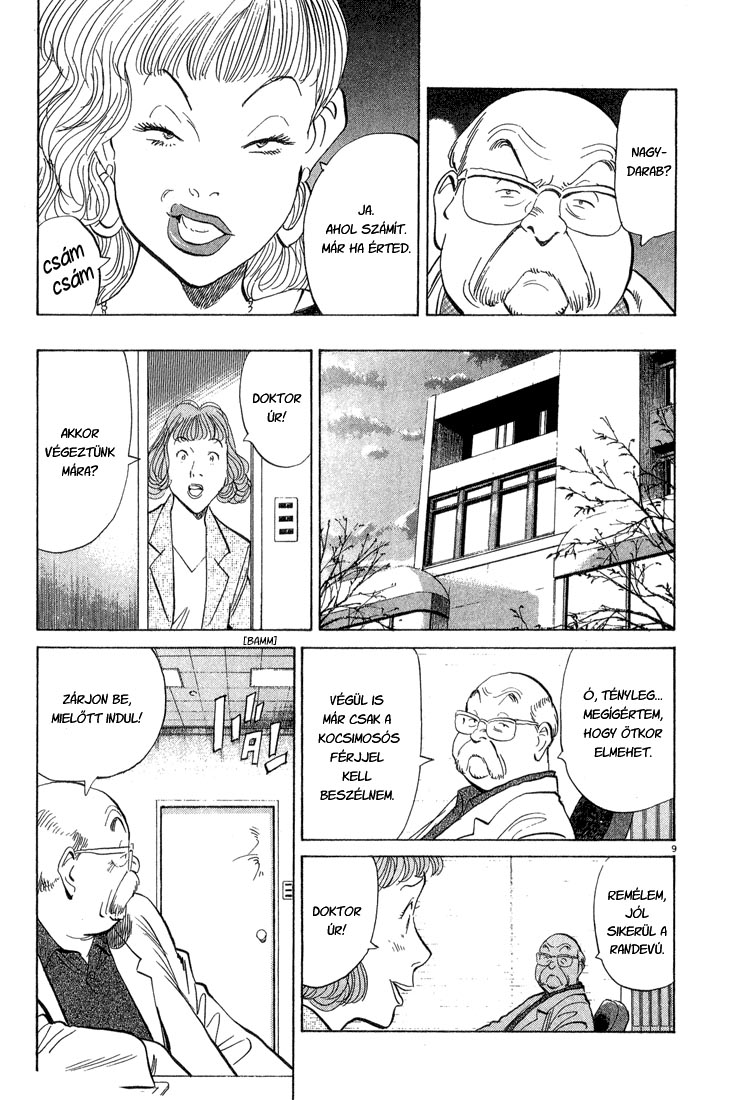 NAGY-
DARAB?
JA.
AHOL SZÁMÍT.
MÁR HA ÉRTED.
CSÁM
CSÁM
DOKTOR
ÚR!
AKKOR
VÉGEZTÜNK
MÁRA?
Ó, TÉNYLEG...
MEGÍGÉRTEM,
HOGY ÖTKOR
ELMEHET.
VÉGÜL IS
MÁR CSAK A
KOCSIMOSÓS
FÉRJJEL
KELL
BESZÉLNEM.
9
REMÉLEM,
JÓL
SIKERÜL A
RANDEVÚ.
DOKTOR
ÚR!
[BAMM]
ZÁRJON BE,
MIELŐTT INDUL!